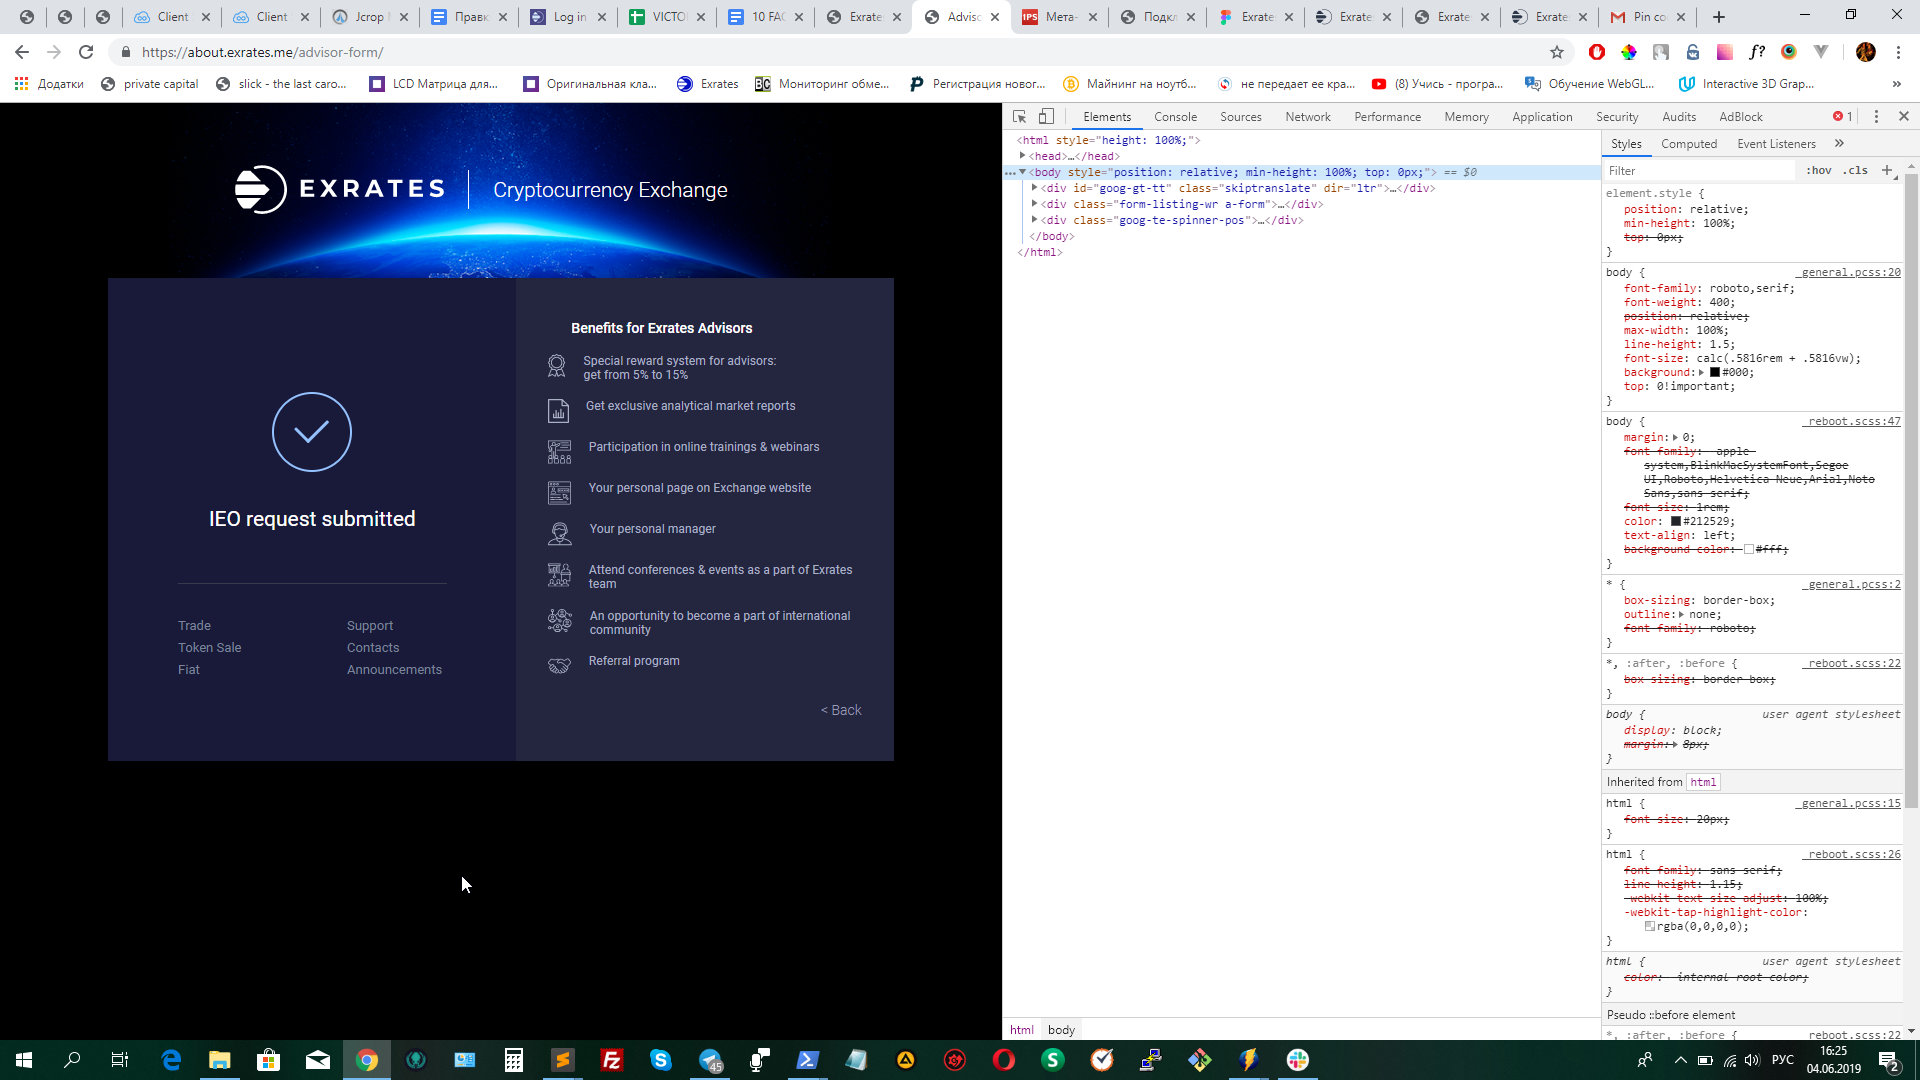 Client
Client
Jcrop
Правк
Log in
VICTO
10 FAC
Exrate
Advisc
Мета-
Подкл
Exrate
Exrate
Exrate
Exrate
Pin co
https://about.exrates.me/advisor-form/
Додатки
private capital
slick - the last caro...
LCD Матрица для...
Оригинальная кла...
Exrates
Мониторинг обме...
Регистрация новог...
Майнинг на ноутб...
не передает ее кра...
(8) Учись - програ...
Обучение WebGL...
Interactive 3D Grap...
»
EXRATES
Cryptocurrency Exchange
IEO request submitted
Trade
Support
Token Sale
Contacts
Fiat
Announcements
Benefits for Exrates Advisors
Special reward system for advisors:
get from 5% to 15%
Get exclusive analytical market reports
Participation in online trainings & webinars
Your personal page on Exchange website
Your personal manager
Attend conferences & events as a part of Exrates
team
An opportunity to become a part of international
community
Referral program
< Back
Elements Console Sources Network Performance Memory Application Security Audits AdBlock 1
<html style="height: 100%;">
<head>…</head>
<body style="position: relative; min-height: 100%; top: 0px;"> == $0
<div id="goog-gt-tt" class="skiptranslate" dir="ltr">…</div>
<div class="form-listing-wr a-form">…</div>
<div class="goog-te-spinner-pos">…</div>
</body>
</html>
html body
Styles Computed Event Listeners »
Filter :hov .cls +
element.style {
position: relative;
min-height: 100%;
top: 0px;
}
body { _general.pcss:20
font-family: roboto,serif;
font-weight: 400;
position: relative;
max-width: 100%;
line-height: 1.5;
font-size: calc(.5816rem + .5816vw);
background: #000;
top: 0!important;
}
body { _reboot.scss:47
margin: 0;
font-family: -apple-
system,BlinkMacSystemFont,Segoe
UI,Roboto,Helvetica Neue,Arial,Noto
Sans,sans-serif;
font-size: 1rem;
color: #212529;
text-align: left;
background-color: #fff;
}
* { _general.pcss:2
box-sizing: border-box;
outline: none;
font-family: roboto;
}
*, :after, :before { _reboot.scss:22
box-sizing: border-box;
}
body { user agent stylesheet
display: block;
margin: 8px;
}
Inherited from html
html { _general.pcss:15
font-size: 20px;
}
html { _reboot.scss:26
font-family: sans-serif;
line-height: 1.15;
-webkit-text-size-adjust: 100%;
-webkit-tap-highlight-color:
rgba(0,0,0,0);
}
html { user agent stylesheet
color: -internal-root-color;
}
Pseudo ::before element
*, :after, :before { _reboot.scss:22
45
РУС
16:25
04.06.2019
2